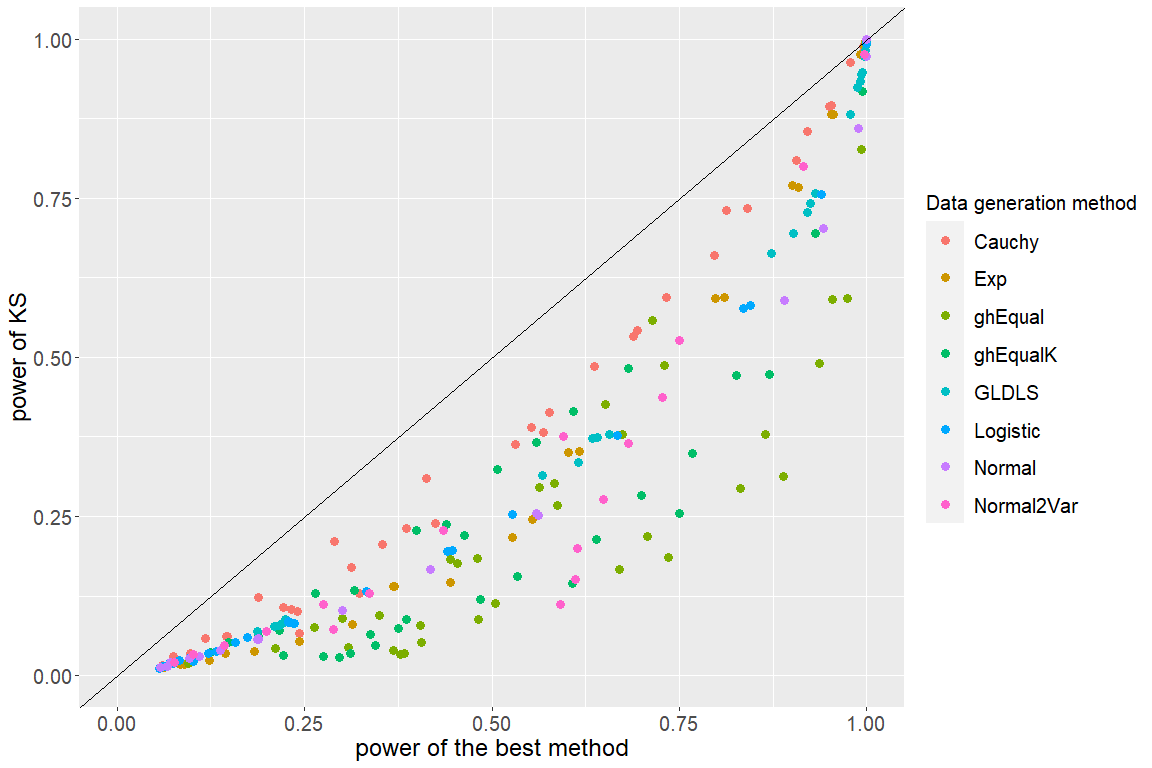 1.00
0.75
0.50
0.25
0.00
power of KS
0.00 0.25 0.50 0.75 1.00
power of the best method
Data generation method
Cauchy
Exp
ghEqual
ghEqualK
GLDLS
Logistic
Normal
Normal2Var